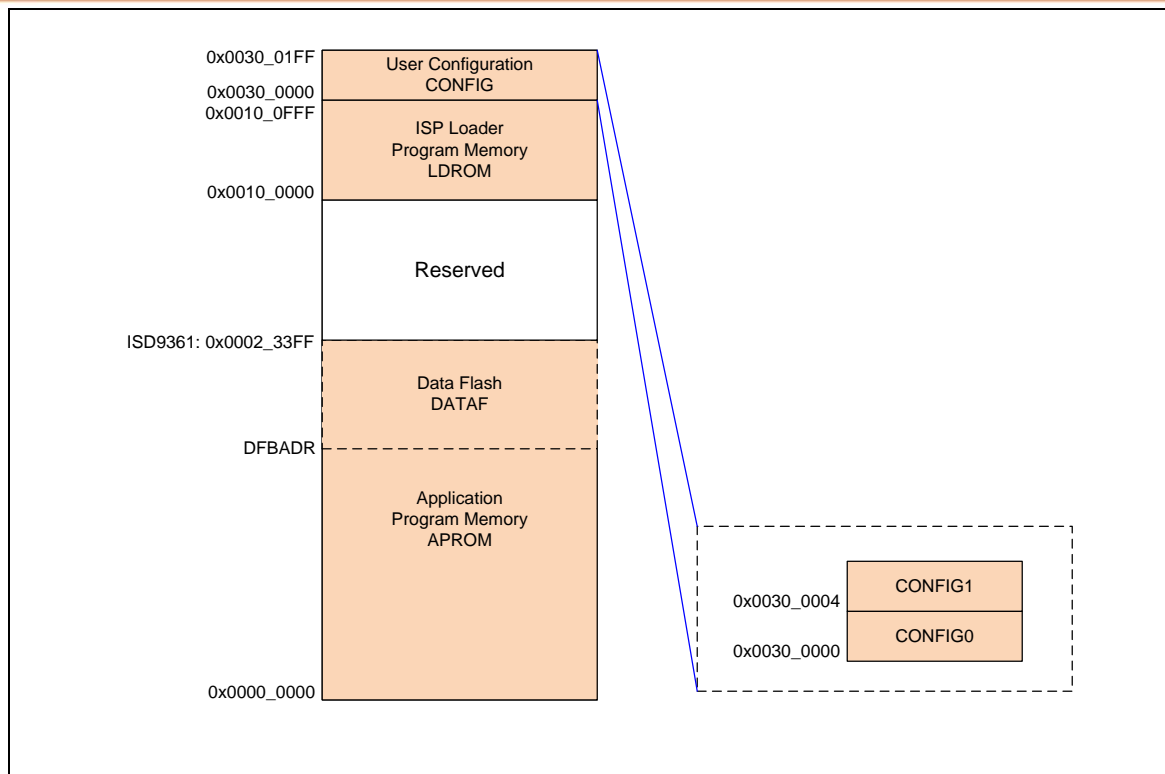 0x0030_01FF
User Configuration
CONFIG
0x0030_0000
0x0010_0FFF
ISP Loader
Program Memory
LDROM
0x0010_0000
Reserved
ISD9361: 0x0002_33FF
Data Flash
DATAF
DFBADR
Application
Program Memory
APROM
0x0000_0000
CONFIG1
0x0030_0004
CONFIG0
0x0030_0000